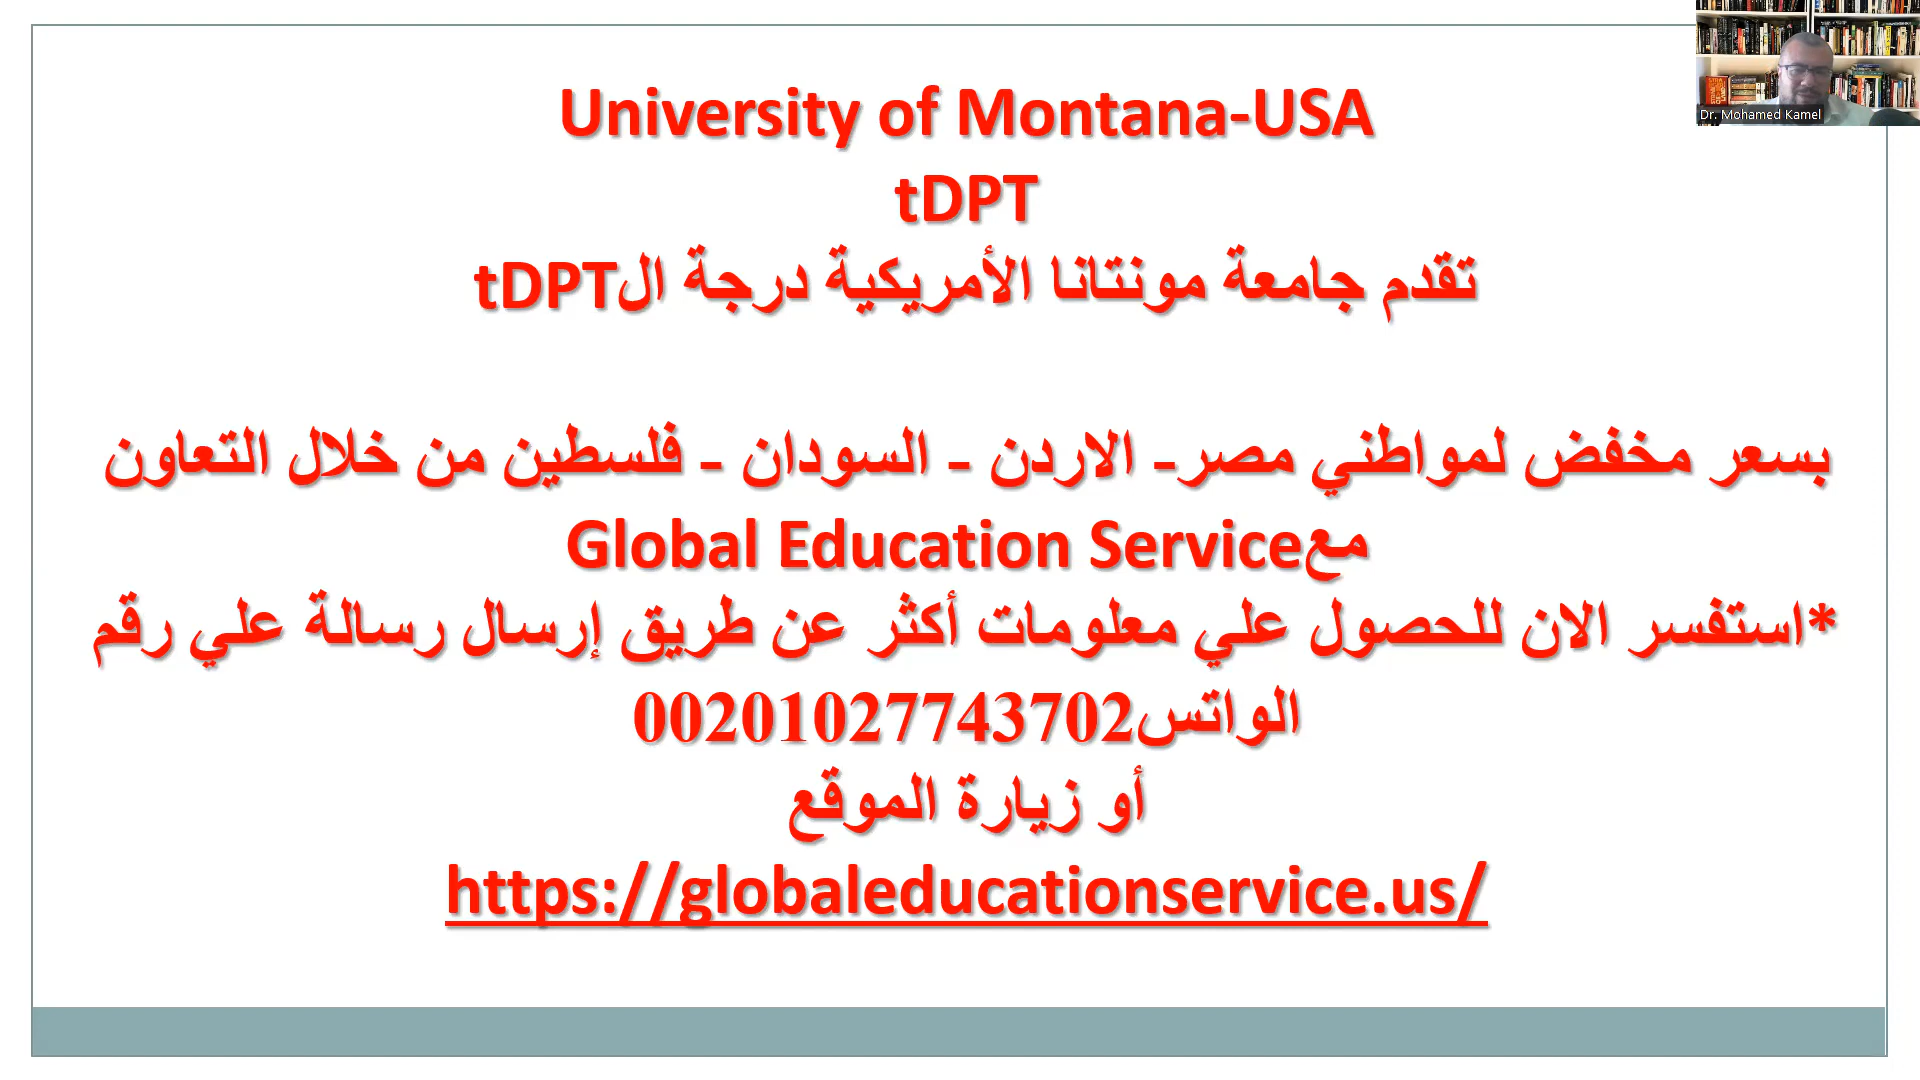 University of Montana-USA
tDPT
تقدم جامعة مونتانا الأمريكية درجة الtDPT
بسعر مخفض لمواطني مصر- الاردن - السودان - فلسطين من خلال التعاون
معGlobal Education Service
*استفسر الان للحصول علي معلومات أكثر عن طريق إرسال رسالة علي رقم
الواتس00201027743702
أو زيارة الموقع
https://globaleducationservice.us/
Dr. Mohamed Kamel